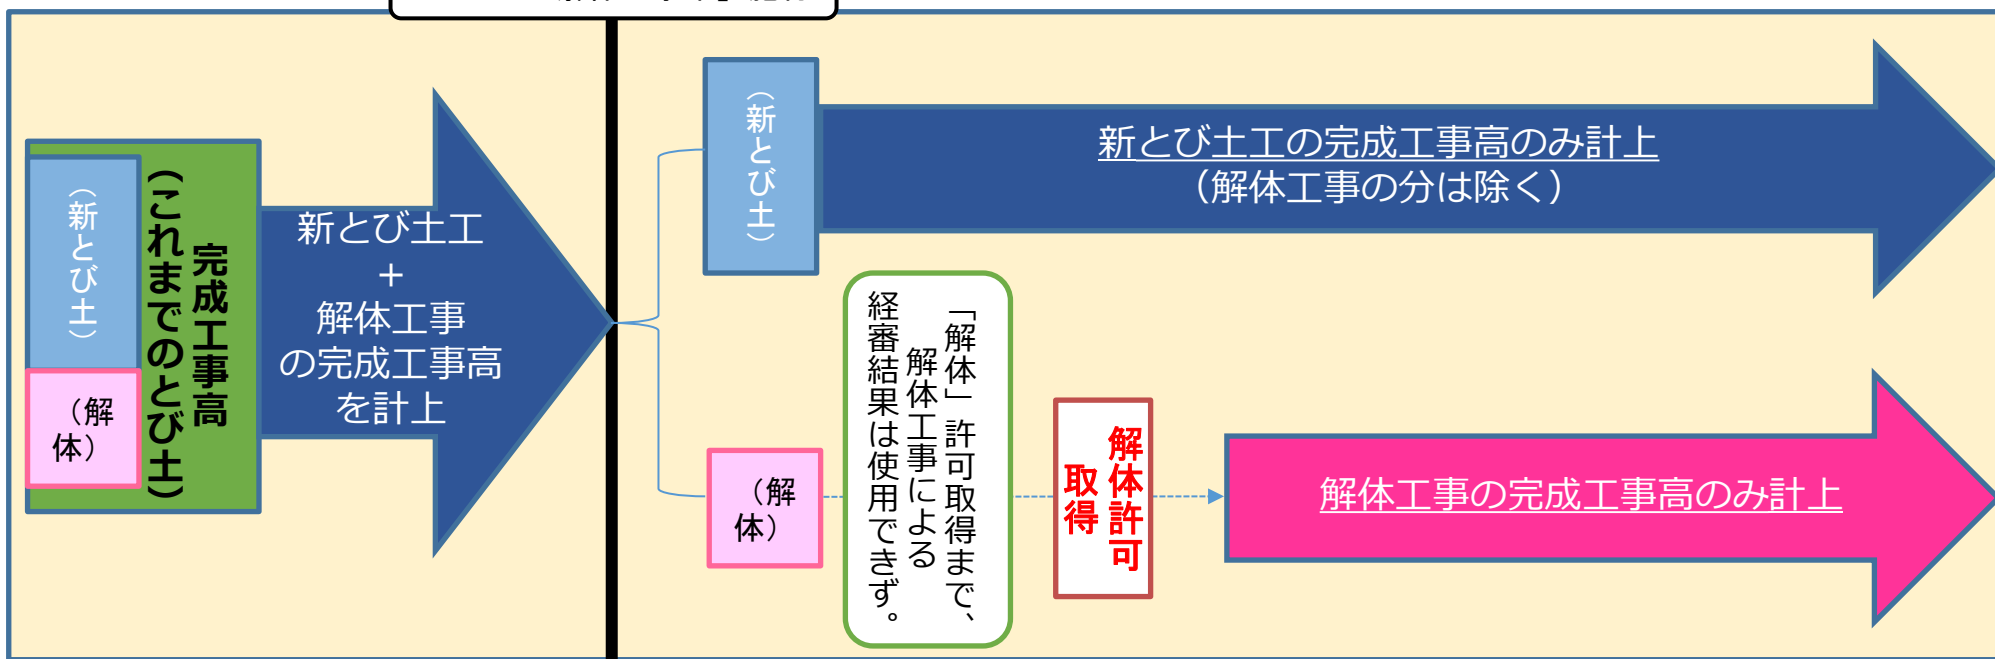 （新とび土）
（解
体）
完成工事高
（これまでのとび土）
新とび土工
＋
解体工事
の完成工事高
を計上
（新とび土）
新とび土工の完成工事高のみ計上
（解体工事の分は除く）
（解
体）
「解体」許可取得まで、
解体工事による
経審結果は使用できず。
解体許可
取得
解体工事の完成工事高のみ計上